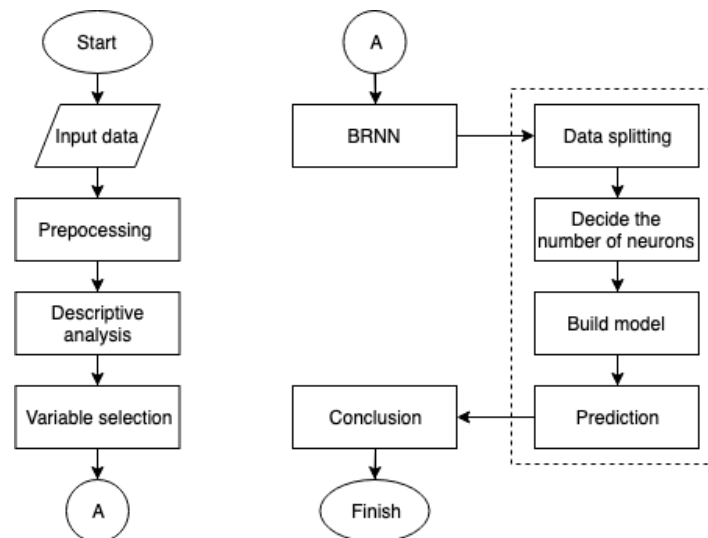 Start
Input data
Prepocessing
Descriptive
analysis
Variable selection
A
A
BRNN
Data splitting
Decide the
number of neurons
Build model
Prediction
Conclusion
Finish